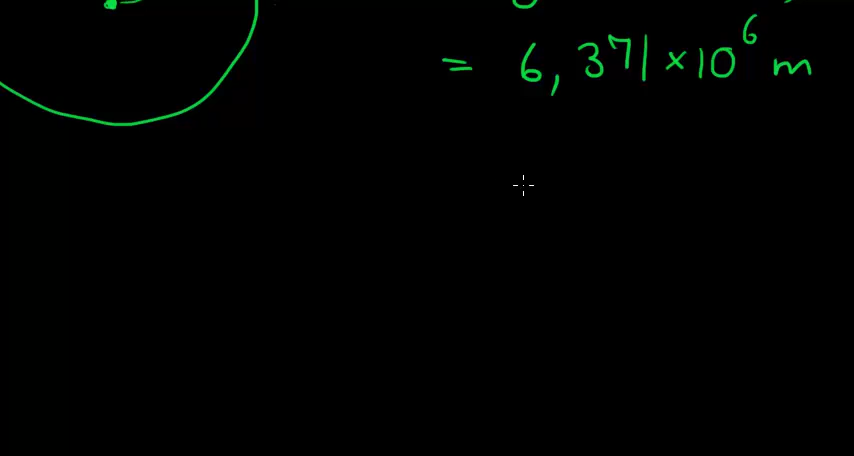 = 6,371 × 10⁶ m